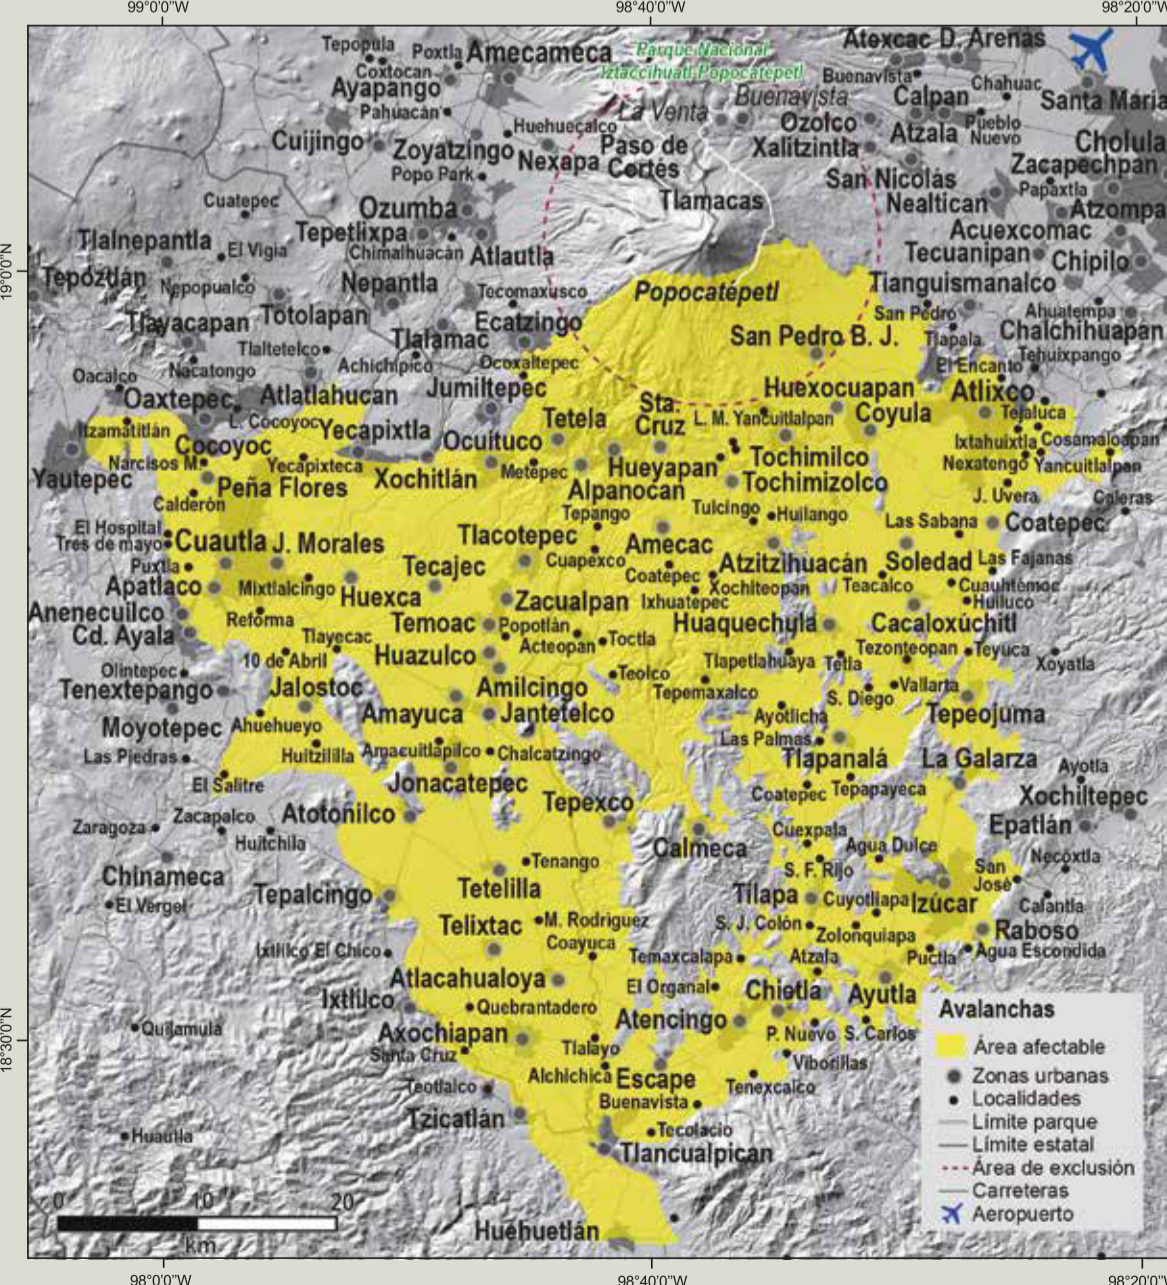 99°0'0"W
98°40'0"W
98°20'0"W
Tepopula
Poxtla
Amecameca
Parque Nacional
Iztaccíhuatl Popocatépetl
Atexcac D. Arenas
Coxtocan
Ayapango
Buenavista
Chahuac
Pahuacan
La Venta
Buenavista
Calpan
Santa María
Huehuecalco
Ozolco
Atzala
Pueblo
Nuevo
Cuijingo
Zoyatzingo
Nexapa
Paso de
Cortés
Xalitzintla
Cholula
Popo Park
San Nicolás
Zacapechpan
Papaxtla
Cuatepec
Ozumba
Tlamacas
Nealtican
Atzompa
Tlalnepantla
El Vigia
Tepetlixpa
Chimalhuacán
Atlautla
Acuexcomac
Tecuanipan
Chipilo
19°0'0"N
Tepoztlán
Nepopualco
Nepantla
Tecomaxusco
Popocatépetl
Tianguismanalco
Tlayacapan
Totolapan
Ecatzingo
San Pedro
Ahuatempa
Tlaltetelco
Tlalamac
San Pedro B. J.
Tlapala
Chalchihuapan
Nacatongo
Achichipico
Ocoxaltepec
El Encanto
Tehuixpango
Oacalco
Oaxtepec
Atlatlahucan
Jumiltepec
Huexocuapan
Atlixco
Itzamatitlán
L. Cocoyoc
Yecapixtla
Tetela
Sta.
Cruz
L. M. Yancuitlalpan
Coyula
Tejaluca
Cocoyoc
Ocuituco
Ixtahuixtla
Cosamaloapan
Yautepec
Narcisos M.
Yecapixteca
Xochitlán
Metepec
Hueyapan
Tochimilco
Nexatengo
Yancuitlalpan
Peña Flores
Alpanocan
Tochimizolco
J. Uvera
Calderón
Tepango
Tulcingo
Huilango
Las Sabana
Coatepec
Caleras
El Hospital
Tres de mayo
Cuautla
J. Morales
Tlacotepec
Amecac
Puxtla
Tecajec
Cuapexco
Atzitzihuacán
Soledad
Las Fajanas
Apatlaco
Mixtlalcingo
Huexca
Coatepec
Xochiteopan
Teacalco
Cuauhtémoc
Anenecuilco
Zacualpan
Ixhuatepec
Huiluco
Cd. Ayala
Reforma
Temoac
Popotlán
Huaquechula
Cacaloxúchitl
Tlayecac
Acteopan
Toctla
10 de Abril
Huazulco
Tlapetlahuaya
Tetla
Tezonteopan
Teyuca
Xoyatla
Olintepec
Tenextepango
Jalostoc
Amilcingo
Teolco
Tepemaxalco
S. Diego
Vallarta
Moyotepec
Ahuehueyo
Amayuca
Jantetelco
Ayotlicha
Tepeojuma
Las Piedras
Huitzililla
Amacuitlapilco
Chalcatzingo
Las Palmas
Tlapanalá
La Galarza
El Salitre
Jonacatepec
Ayotla
Coatepec
Tepapayeca
Xochiltepec
Zacapalco
Atotoñilco
Tepexco
Zaragoza
Huitchila
Calmeca
Cuexpala
Agua Dulce
Epatlán
Necoxtla
Chinameca
Tenango
S. F. Rijo
San
José
Tepalcingo
Tetelilla
Tilapa
Cuyotliapa
Izúcar
Calantla
El Vergel
Telixtac
M. Rodriguez
S. J. Colón
Zolonquiapa
Raboso
Coayuca
Ixtlilco El Chico
Temaxcalapa
Atzala
Puctla
Agua Escondida
Atlacahualoya
El Organal
Chietla
Ayutla
Ixtlilco
Quebrantadero
Avalanchas
Quilamula
Axochiapan
Atencingo
P. Nuevo
S. Carlos
18°30'0"N
Santa Cruz
Tlalayo
Viborillas
Área afectable
Teotlalco
Alchichica
Escape
Tenexcalco
Zonas urbanas
Buenavista
Localidades
Tzicatlán
Límite parque
Huautla
Tecolacio
Límite estatal
Tlancualpican
Área de exclusión
Carreteras
0 10 20
km
Aeropuerto
Huehuetlán
98°0'0"W
98°40'0"W
98°20'0"W